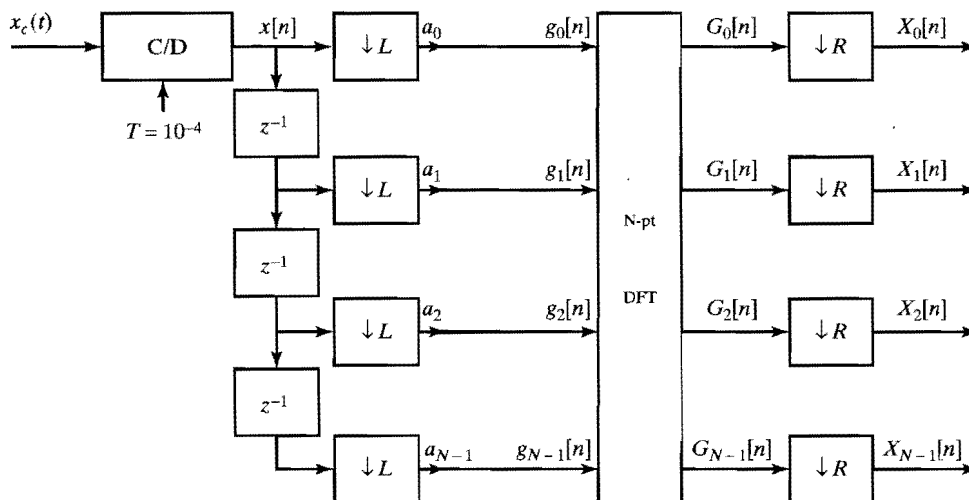 x_c(t) C/D x[n] ↓L a_0 g_0[n] G_0[n] ↓R X_0[n]
T = 10^{-4}
z^{-1}
↓L a_1 g_1[n] G_1[n] ↓R X_1[n]
N-pt
z^{-1}
DFT
↓L a_2 g_2[n] G_2[n] ↓R X_2[n]
z^{-1}
↓L a_{N-1} g_{N-1}[n] G_{N-1}[n] ↓R X_{N-1}[n]